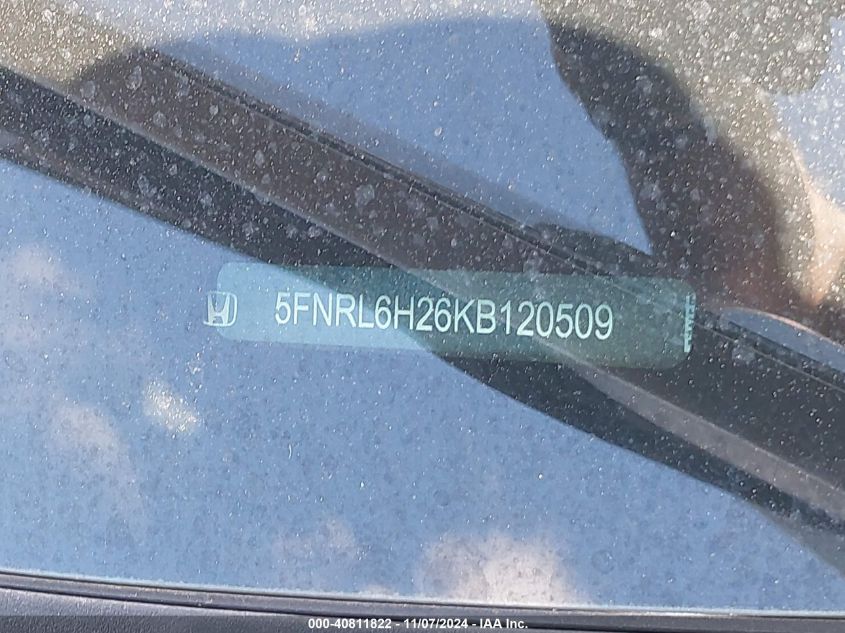 5FNRL6H26KB120509
000-40811822 - 11/07/2024 - IAA Inc.